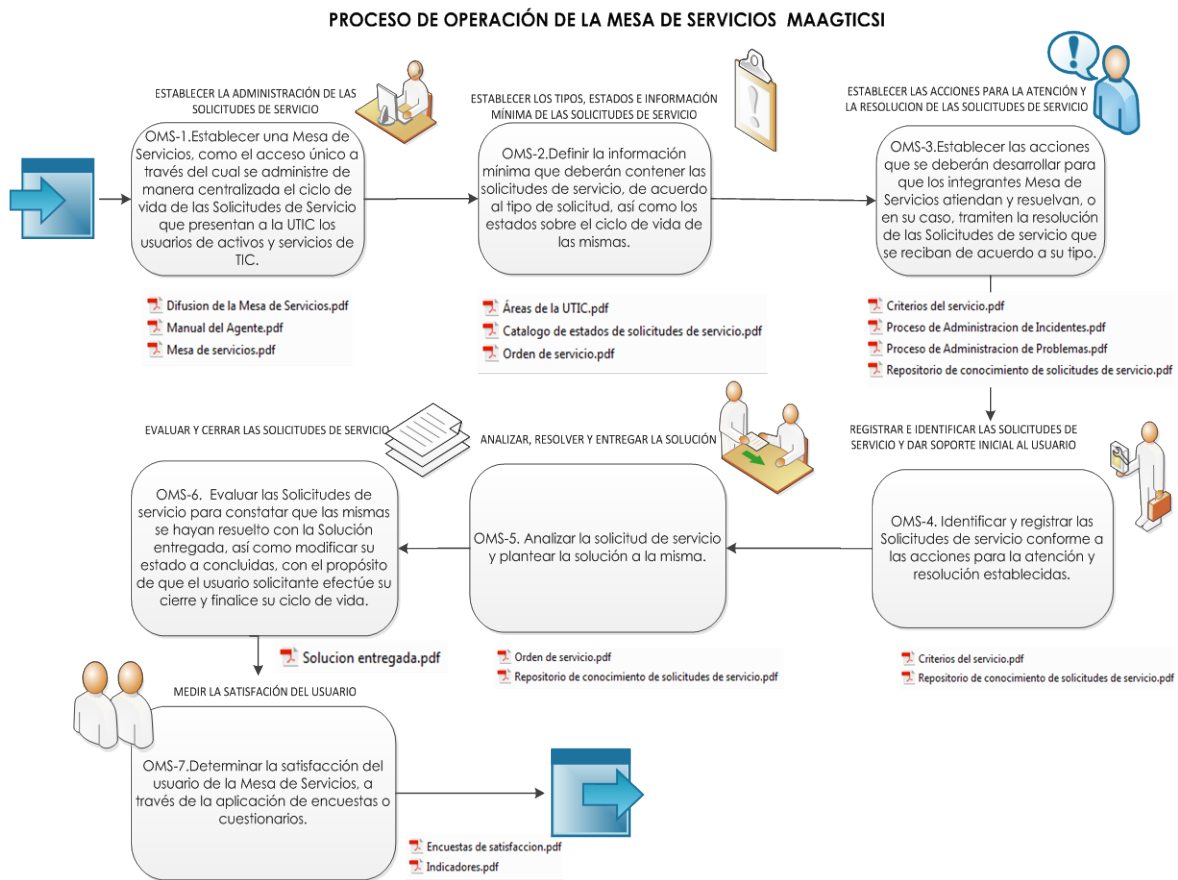 PROCESO DE OPERACIÓN DE LA MESA DE SERVICIOS  MAAGTICSI
ESTABLECER LA ADMINISTRACIÓN DE LAS
SOLICITUDES DE SERVICIO
OMS-1.Establecer una Mesa de
Servicios, como el acceso único a
través del cual se administre de
manera centralizada el ciclo de
vida de las Solicitudes de Servicio
que presentan a la UTIC los
usuarios de activos y servicios de
TIC.
Difusion de la Mesa de Servicios.pdf
Manual del Agente.pdf
Mesa de servicios.pdf
ESTABLECER LOS TIPOS, ESTADOS E INFORMACIÓN
MÍNIMA DE LAS SOLICITUDES DE SERVICIO
OMS-2.Definir la información
mínima que deberán contener las
solicitudes de servicio, de acuerdo
al tipo de solicitud, así como los
estados sobre el ciclo de vida de
las mismas.
Áreas de la UTIC.pdf
Catalogo de estados de solicitudes de servicio.pdf
Orden de servicio.pdf
ESTABLECER LAS ACCIONES PARA LA ATENCIÓN Y
LA RESOLUCION DE LAS SOLICITUDES DE SERVICIO
OMS-3.Establecer las acciones
que se deberán desarrollar para
que los integrantes Mesa de
Servicios atiendan y resuelvan, o
en su caso, tramiten la resolución
de las Solicitudes de servicio que
se reciban de acuerdo a su tipo.
Criterios del servicio.pdf
Proceso de Administracion de Incidentes.pdf
Proceso de Administracion de Problemas.pdf
Repositorio de conocimiento de solicitudes de servicio.pdf
REGISTRAR E IDENTIFICAR LAS SOLICITUDES DE
SERVICIO Y DAR SOPORTE INICIAL AL USUARIO
OMS-4. Identificar y registrar las
Solicitudes de servicio conforme a
las acciones para la atención y
resolución establecidas.
Criterios del servicio.pdf
Repositorio de conocimiento de solicitudes de servicio.pdf
ANALIZAR, RESOLVER Y ENTREGAR LA SOLUCIÓN
OMS-5. Analizar la solicitud de servicio
y plantear la solución a la misma.
Orden de servicio.pdf
Repositorio de conocimiento de solicitudes de servicio.pdf
EVALUAR Y CERRAR LAS SOLICITUDES DE SERVICIO
OMS-6.  Evaluar las Solicitudes de
servicio para constatar que las mismas
se hayan resuelto con la Solución
entregada, así como modificar su
estado a concluidas, con el propósito
de que el usuario solicitante efectúe su
cierre y finalice su ciclo de vida.
Solucion entregada.pdf
MEDIR LA SATISFACIÓN DEL USUARIO
OMS-7.Determinar la satisfacción del
usuario de la Mesa de Servicios, a
través de la aplicación de encuestas o
cuestionarios.
Encuestas de satisfaccion.pdf
Indicadores.pdf